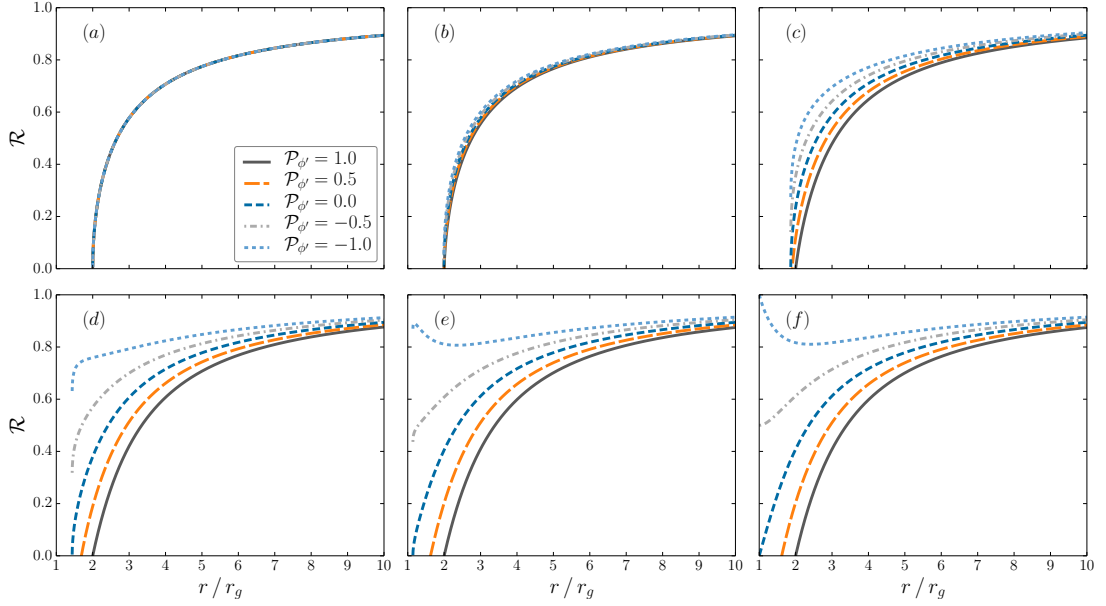 (a)
(b)
(c)
1.0
0.8
0.6
0.4
0.2
0.0
ℛ
𝒫_{ϕ′} = 1.0
𝒫_{ϕ′} = 0.5
𝒫_{ϕ′} = 0.0
𝒫_{ϕ′} = −0.5
𝒫_{ϕ′} = −1.0
(d)
(e)
(f)
1.0
0.8
0.6
0.4
0.2
0.0
ℛ
1 2 3 4 5 6 7 8 9 10
1 2 3 4 5 6 7 8 9 10
1 2 3 4 5 6 7 8 9 10
r / r_g
r / r_g
r / r_g